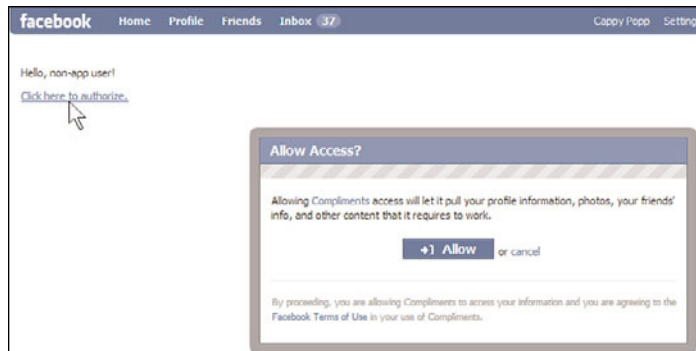 facebook Home Profile Friends Inbox 37 Cappy Popp Setting
Hello, non-app user!
Click here to authorize.
Allow Access?
Allowing Compliments access will let it pull your profile information, photos, your friends'
info, and other content that it requires to work.
Allow or cancel
By proceeding, you are allowing Compliments to access your information and you are agreeing to the
Facebook Terms of Use in your use of Compliments.